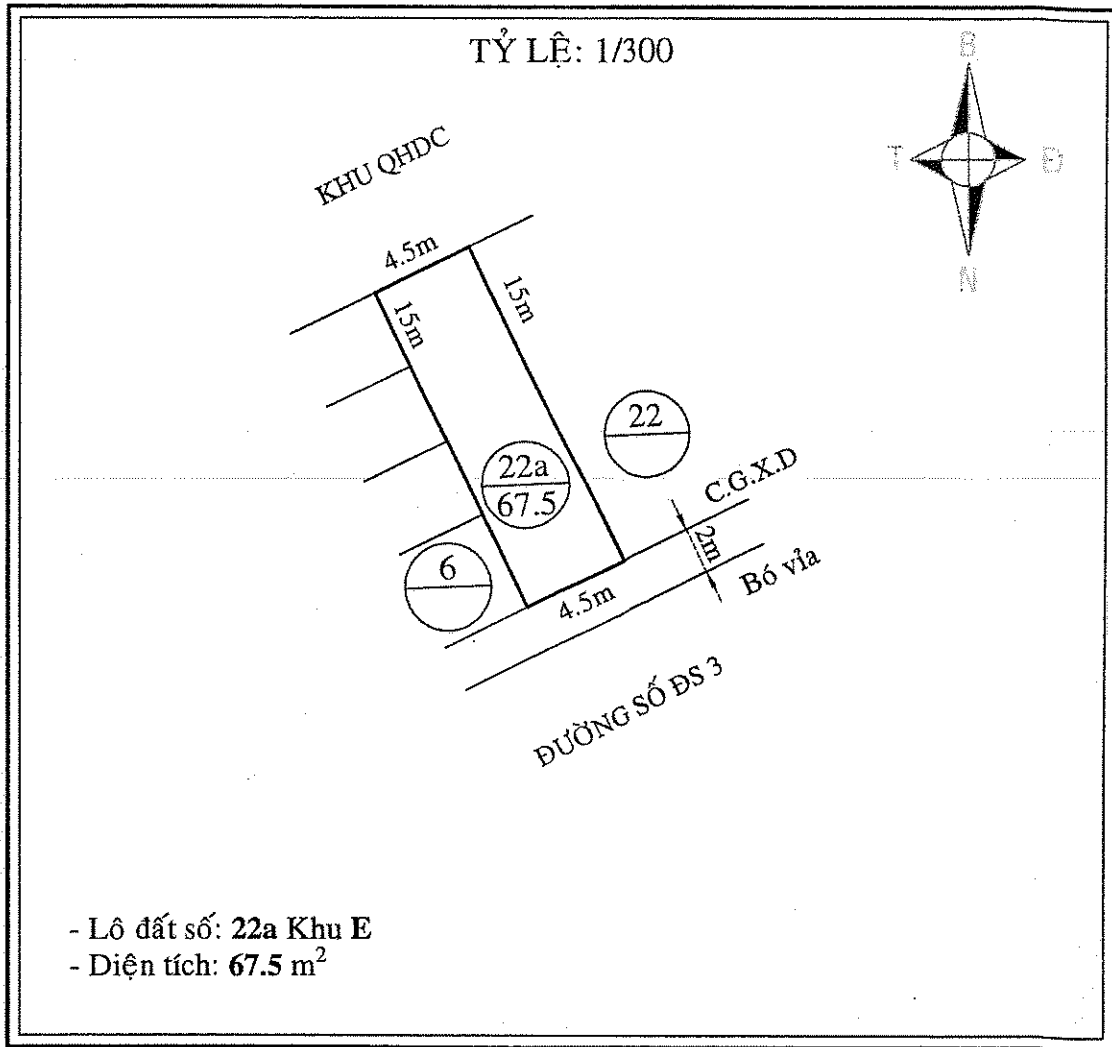 TỶ LỆ: 1/300
B
T
Đ
N
KHU QHDC
4.5m
15m
15m
22
22a
67.5
C.G.X.D
2m
6
4.5m
Bó vỉa
ĐƯỜNG SỐ ĐS 3
- Lô đất số: 22a Khu E
- Diện tích: 67.5 m²